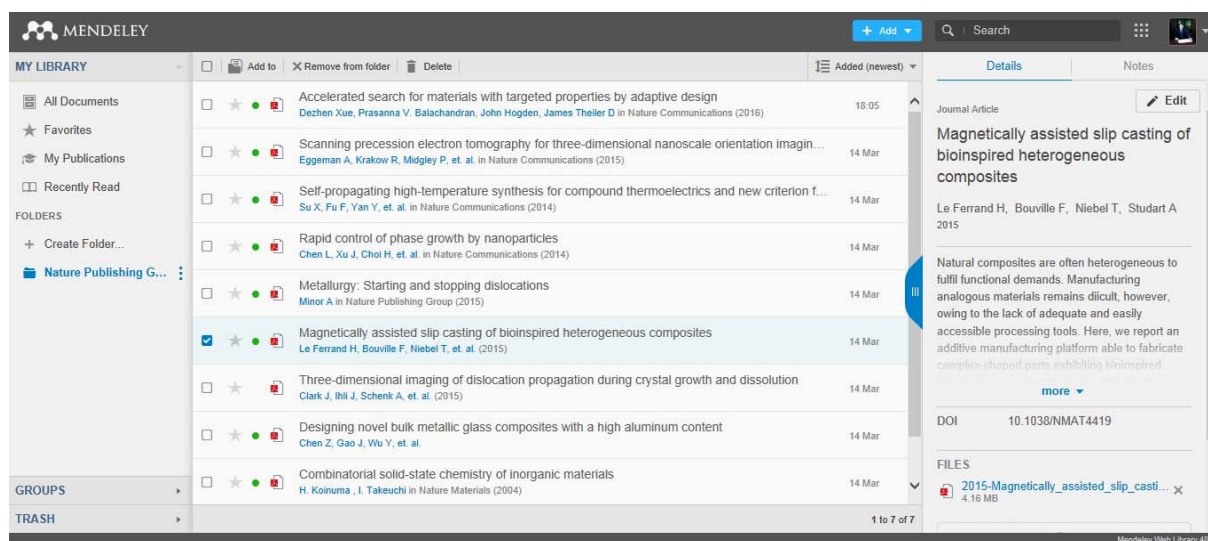 MENDELEY
+ Add
Search
MY LIBRARY
All Documents
Favorites
My Publications
Recently Read
FOLDERS
+ Create Folder...
Nature Publishing G...
GROUPS
TRASH
Add to
Remove from folder
Delete
Added (newest)
Accelerated search for materials with targeted properties by adaptive design
Dezhen Xue, Prasanna V. Balachandran, John Hogden, James Theiler D in Nature Communications (2016)
18:05
Scanning precession electron tomography for three-dimensional nanoscale orientation imagin...
Eggeman A, Krakow R, Midgley P, et. al. in Nature Communications (2015)
14 Mar
Self-propagating high-temperature synthesis for compound thermoelectrics and new criterion f...
Su X, Fu F, Yan Y, et. al. in Nature Communications (2014)
14 Mar
Rapid control of phase growth by nanoparticles
Chen L, Xu J, Choi H, et. al. in Nature Communications (2014)
14 Mar
Metallurgy: Starting and stopping dislocations
Minor A in Nature Publishing Group (2015)
14 Mar
Magnetically assisted slip casting of bioinspired heterogeneous composites
Le Ferrand H, Bouville F, Niebel T, et. al. (2015)
14 Mar
Three-dimensional imaging of dislocation propagation during crystal growth and dissolution
Clark J, Ihli J, Schenk A, et. al. (2015)
14 Mar
Designing novel bulk metallic glass composites with a high aluminum content
Chen Z, Gao J, Wu Y, et. al.
14 Mar
Combinatorial solid-state chemistry of inorganic materials
H. Koinuma , I. Takeuchi in Nature Materials (2004)
14 Mar
1 to 7 of 7
Details
Notes
Journal Article
Edit
Magnetically assisted slip casting of
bioinspired heterogeneous
composites
Le Ferrand H, Bouville F, Niebel T, Studart A
2015
Natural composites are often heterogeneous to
fulfil functional demands. Manufacturing
analogous materials remains diicult, however,
owing to the lack of adequate and easily
accessible processing tools. Here, we report an
additive manufacturing platform able to fabricate
complex-shaped parts exhibiting bioinspired
more
DOI 10.1038/NMAT4419
FILES
2015-Magnetically_assisted_slip_casti...
4.16 MB
Mendeley Web Library 48